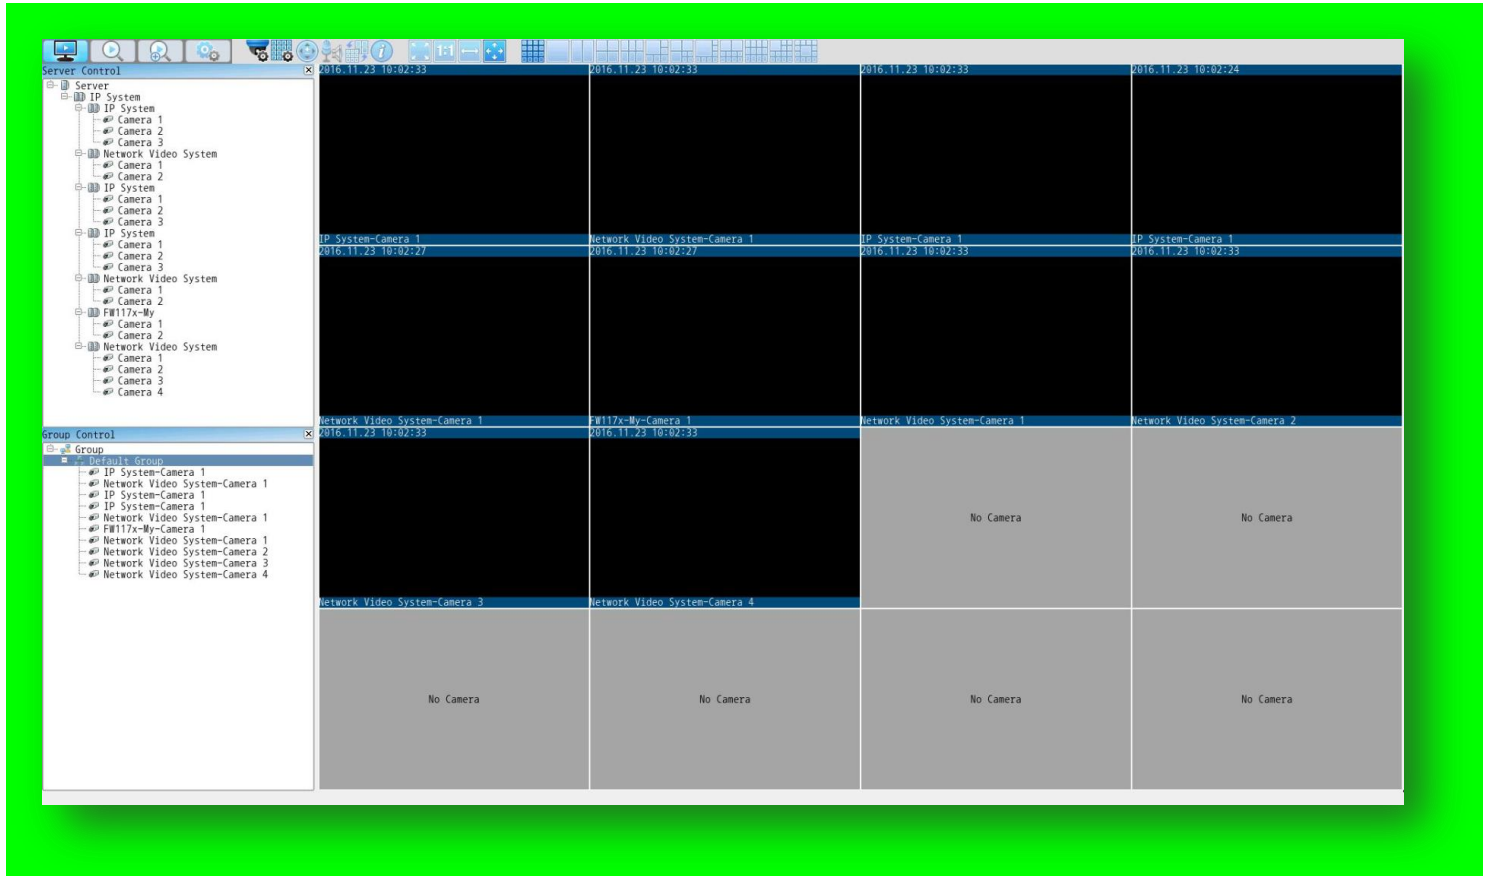 1:1
Server Control
Server
IP System
IP System
Camera 1
Camera 2
Camera 3
Network Video System
Camera 1
Camera 2
IP System
Camera 1
Camera 2
Camera 3
IP System
Camera 1
Camera 2
Camera 3
Network Video System
Camera 1
Camera 2
FW117x-My
Camera 1
Camera 2
Network Video System
Camera 1
Camera 2
Camera 3
Camera 4
Group Control
Group
Default Group
IP System-Camera 1
Network Video System-Camera 1
IP System-Camera 1
IP System-Camera 1
Network Video System-Camera 1
FW117x-My-Camera 1
Network Video System-Camera 1
Network Video System-Camera 2
Network Video System-Camera 3
Network Video System-Camera 4
2016.11.23 10:02:33 2016.11.23 10:02:33 2016.11.23 10:02:33 2016.11.23 10:02:24
IP System-Camera 1 Network Video System-Camera 1 IP System-Camera 1 IP System-Camera 1
2016.11.23 10:02:27 2016.11.23 10:02:27 2016.11.23 10:02:33 2016.11.23 10:02:33
Network Video System-Camera 1 FW117x-My-Camera 1 Network Video System-Camera 1 Network Video System-Camera 2
2016.11.23 10:02:33 2016.11.23 10:02:33
No Camera No Camera
Network Video System-Camera 3 Network Video System-Camera 4
No Camera No Camera No Camera No Camera